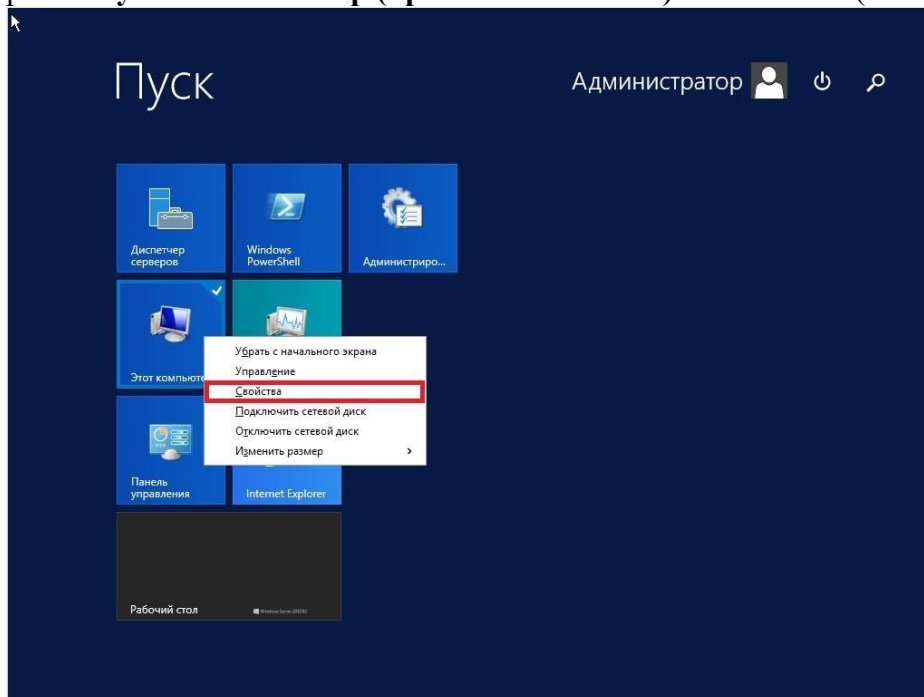 Пуск
Администратор
Диспетчер
серверов
Windows
PowerShell
Администриро...
Этот компьюте
Убрать с начального экрана
Управление
Свойства
Подключить сетевой диск
Отключить сетевой диск
Изменить размер
Панель
управления
Internet Explorer
Рабочий стол